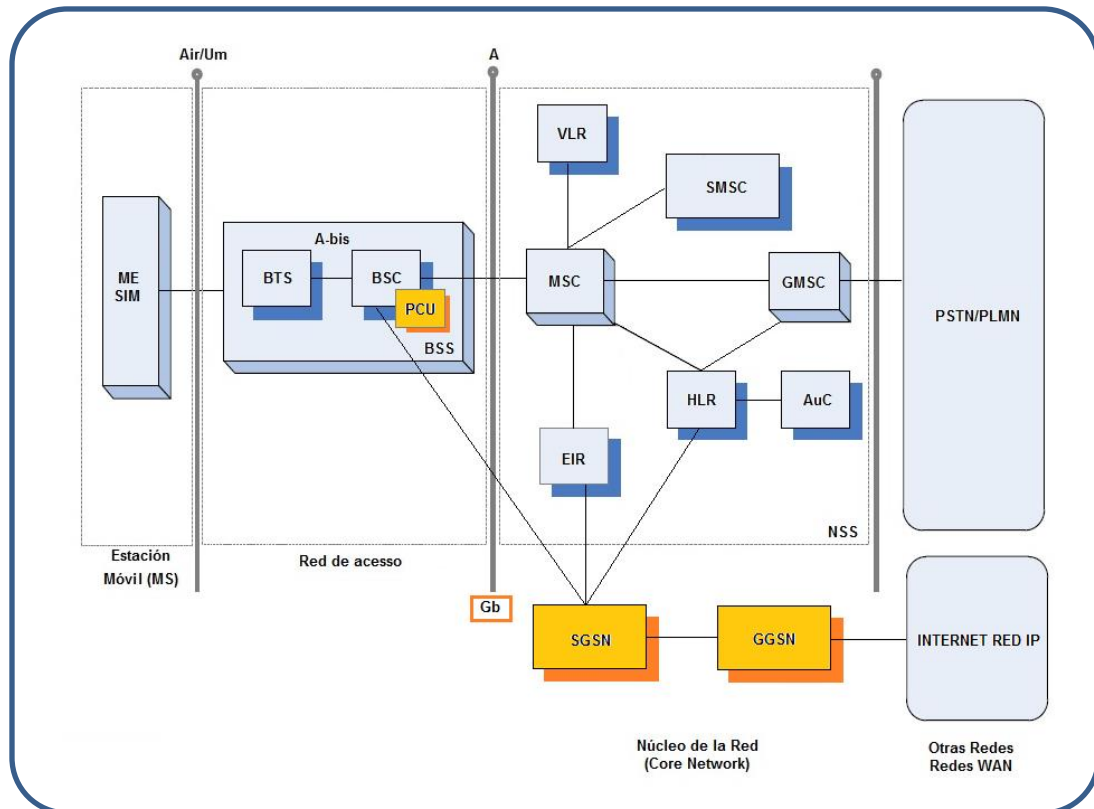 Air/Um
A
VLR
SMSC
ME
SIM
A-bis
BTS
BSC
PCU
BSS
MSC
GMSC
PSTN/PLMN
HLR
AuC
EIR
NSS
Estación
Móvil (MS)
Red de acesso
Gb
SGSN
GGSN
INTERNET RED IP
Núcleo de la Red
(Core Network)
Otras Redes
Redes WAN